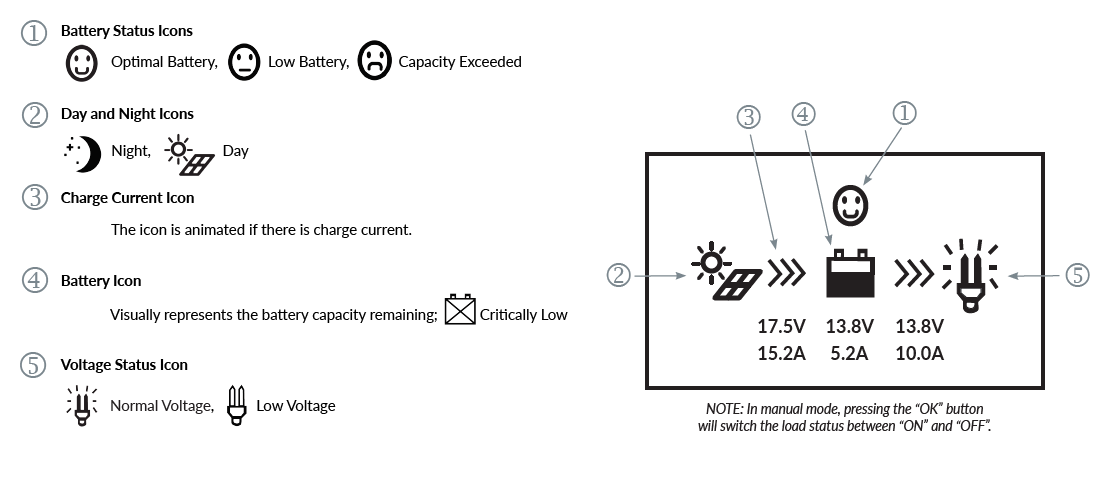 1 Battery Status Icons
Optimal Battery, Low Battery, Capacity Exceeded
2 Day and Night Icons
Night, Day
3 Charge Current Icon
The icon is animated if there is charge current.
4 Battery Icon
Visually represents the battery capacity remaining; Critically Low
5 Voltage Status Icon
Normal Voltage, Low Voltage
3 4 1
2 5
17.5V 13.8V 13.8V
15.2A 5.2A 10.0A
NOTE: In manual mode, pressing the “OK” button
will switch the load status between “ON” and “OFF”.